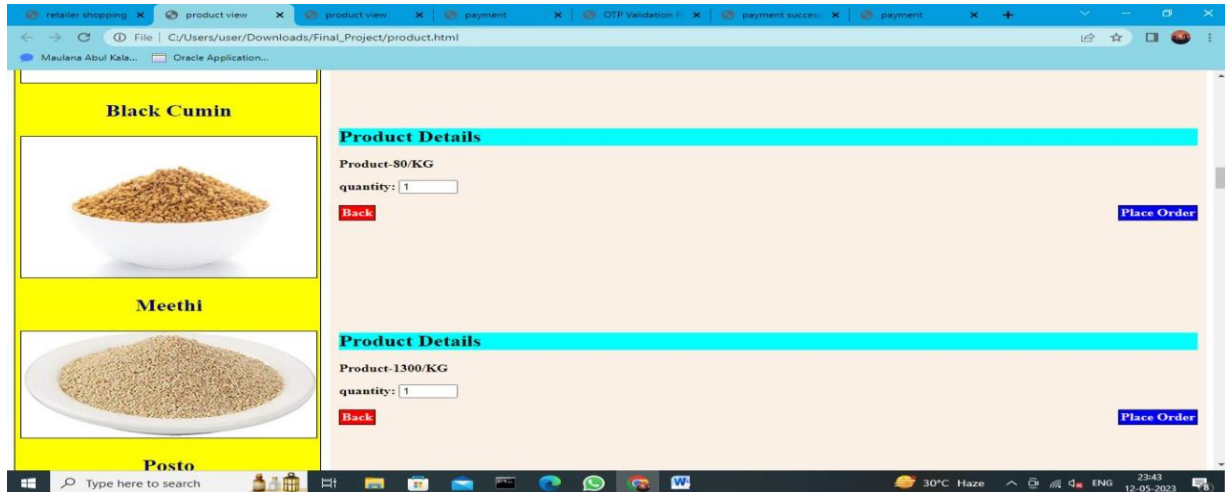 retailer shopping
product view
product view
payment
OTP Validation F
payment success
payment
File C:/Users/user/Downloads/Final_Project/product.html
Maulana Abul Kala...
Oracle Application...
Black Cumin
Product Details
Product-80/KG
quantity: 1
Back
Place Order
Meethi
Product Details
Product-1300/KG
quantity: 1
Back
Place Order
Posto
Type here to search
30°C Haze
ENG
23:43
12-05-2023